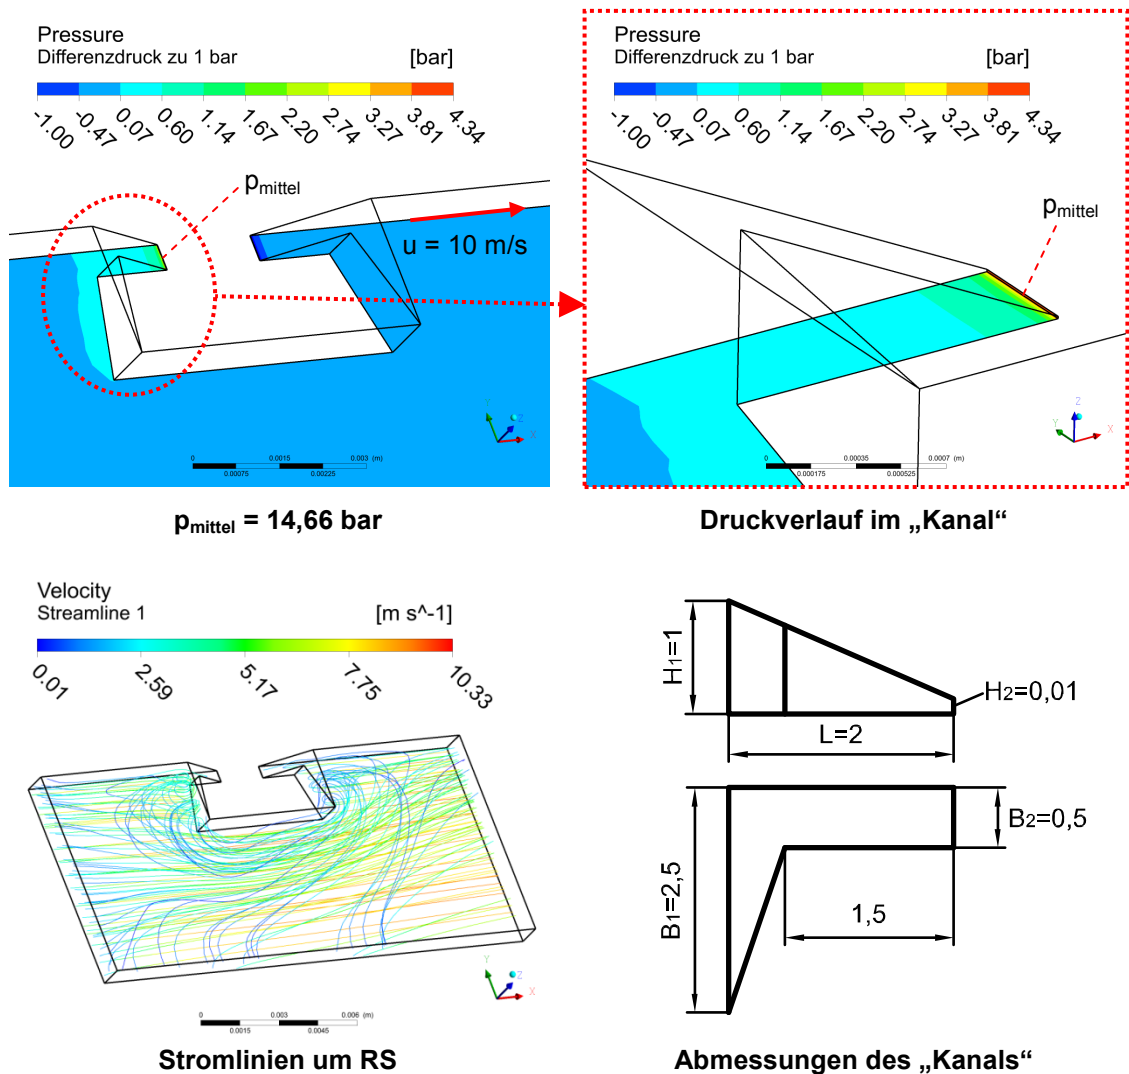 Pressure
Differenzdruck zu 1 bar [bar]
-1.00 -0.47 0.07 0.60 1.14 1.67 2.20 2.74 3.27 3.81 4.34
pmittel
u = 10 m/s
Y Z X
0 0.0015 0.003 (m)
0.00075 0.00225
pmittel = 14,66 bar
Pressure
Differenzdruck zu 1 bar [bar]
-1.00 -0.47 0.07 0.60 1.14 1.67 2.20 2.74 3.27 3.81 4.34
pmittel
Z Y X
0 0.00035 0.0007 (m)
0.000175 0.000525
Druckverlauf im „Kanal“
Velocity
Streamline 1 [m s^-1]
0.01 2.59 5.17 7.75 10.33
Y Z X
0 0.003 0.006 (m)
0.0015 0.0045
Stromlinien um RS
H1=1
H2=0,01
L=2
B2=0,5
B1=2,5
1,5
Abmessungen des „Kanals“